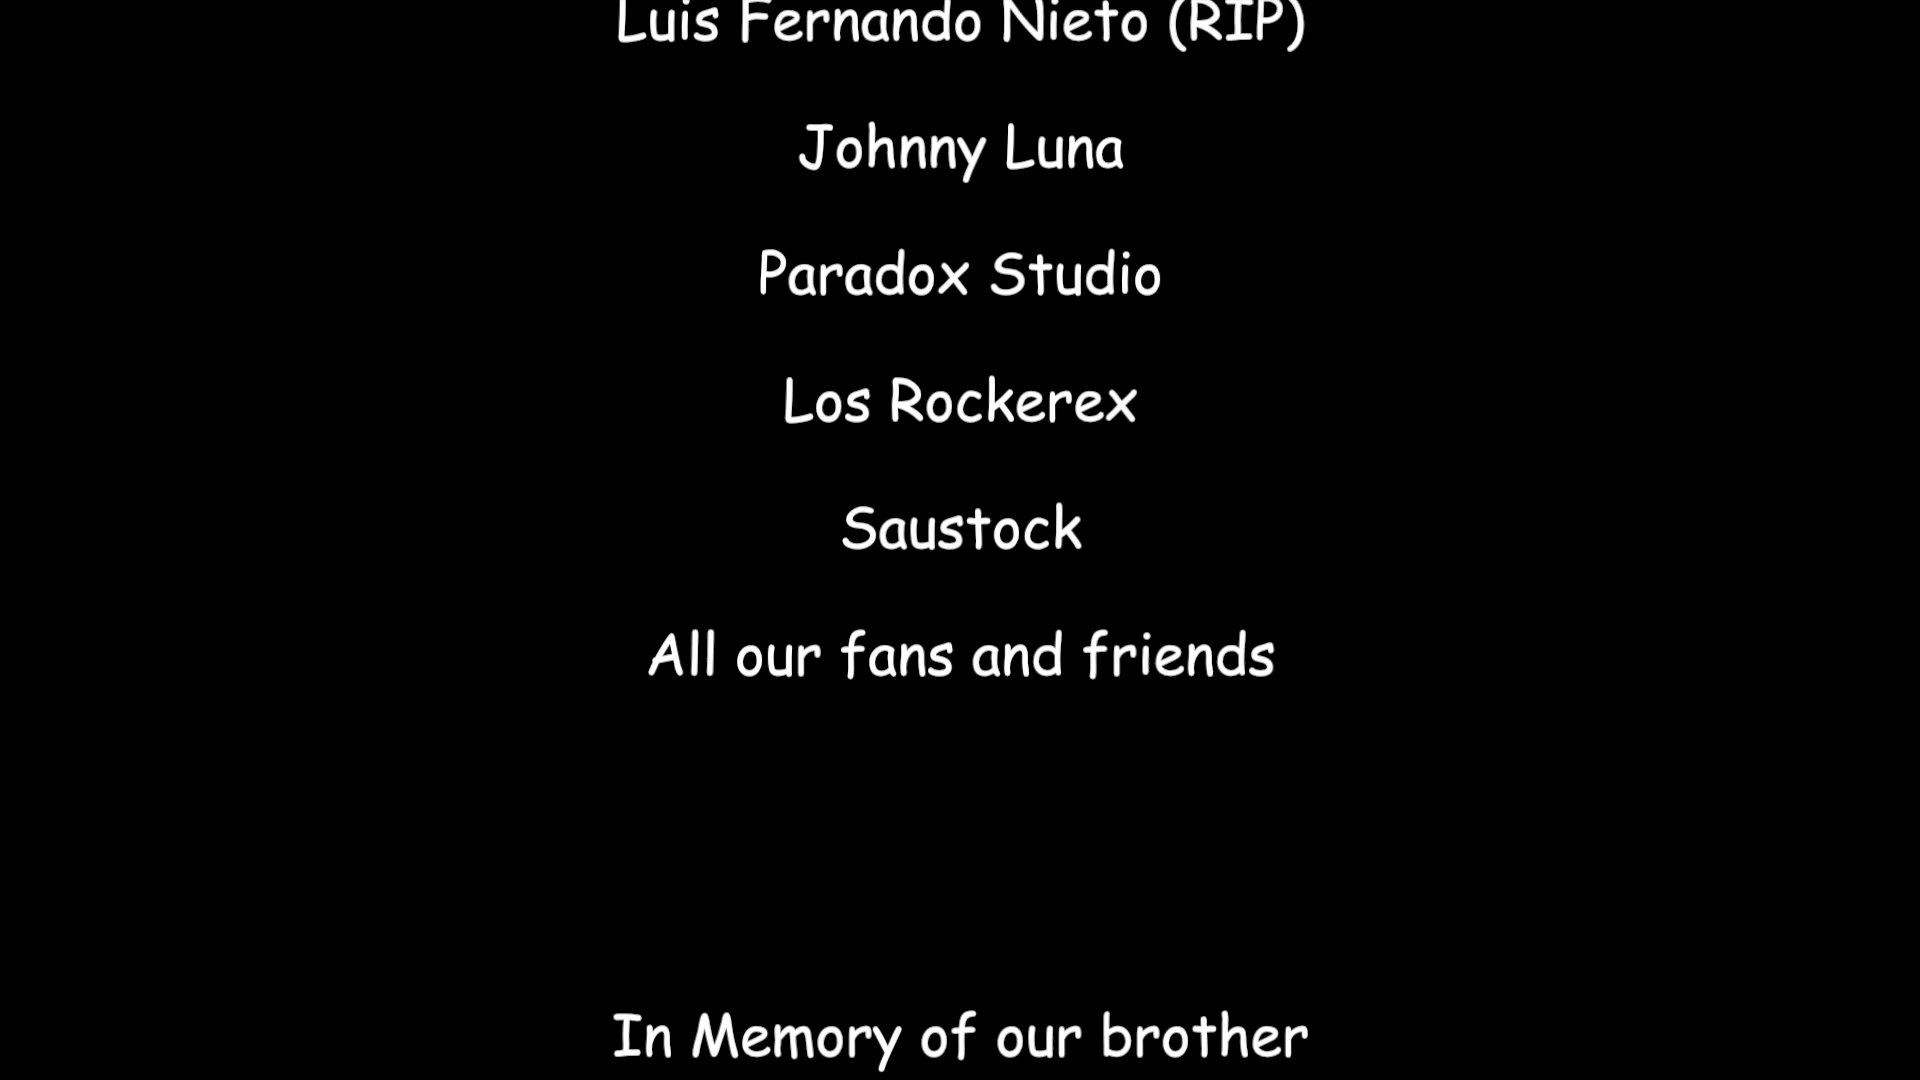 Luis Fernando Nieto (RIP)
Johnny Luna
Paradox Studio
Los Rockerex
Saustock
All our fans and friends
In Memory of our brother